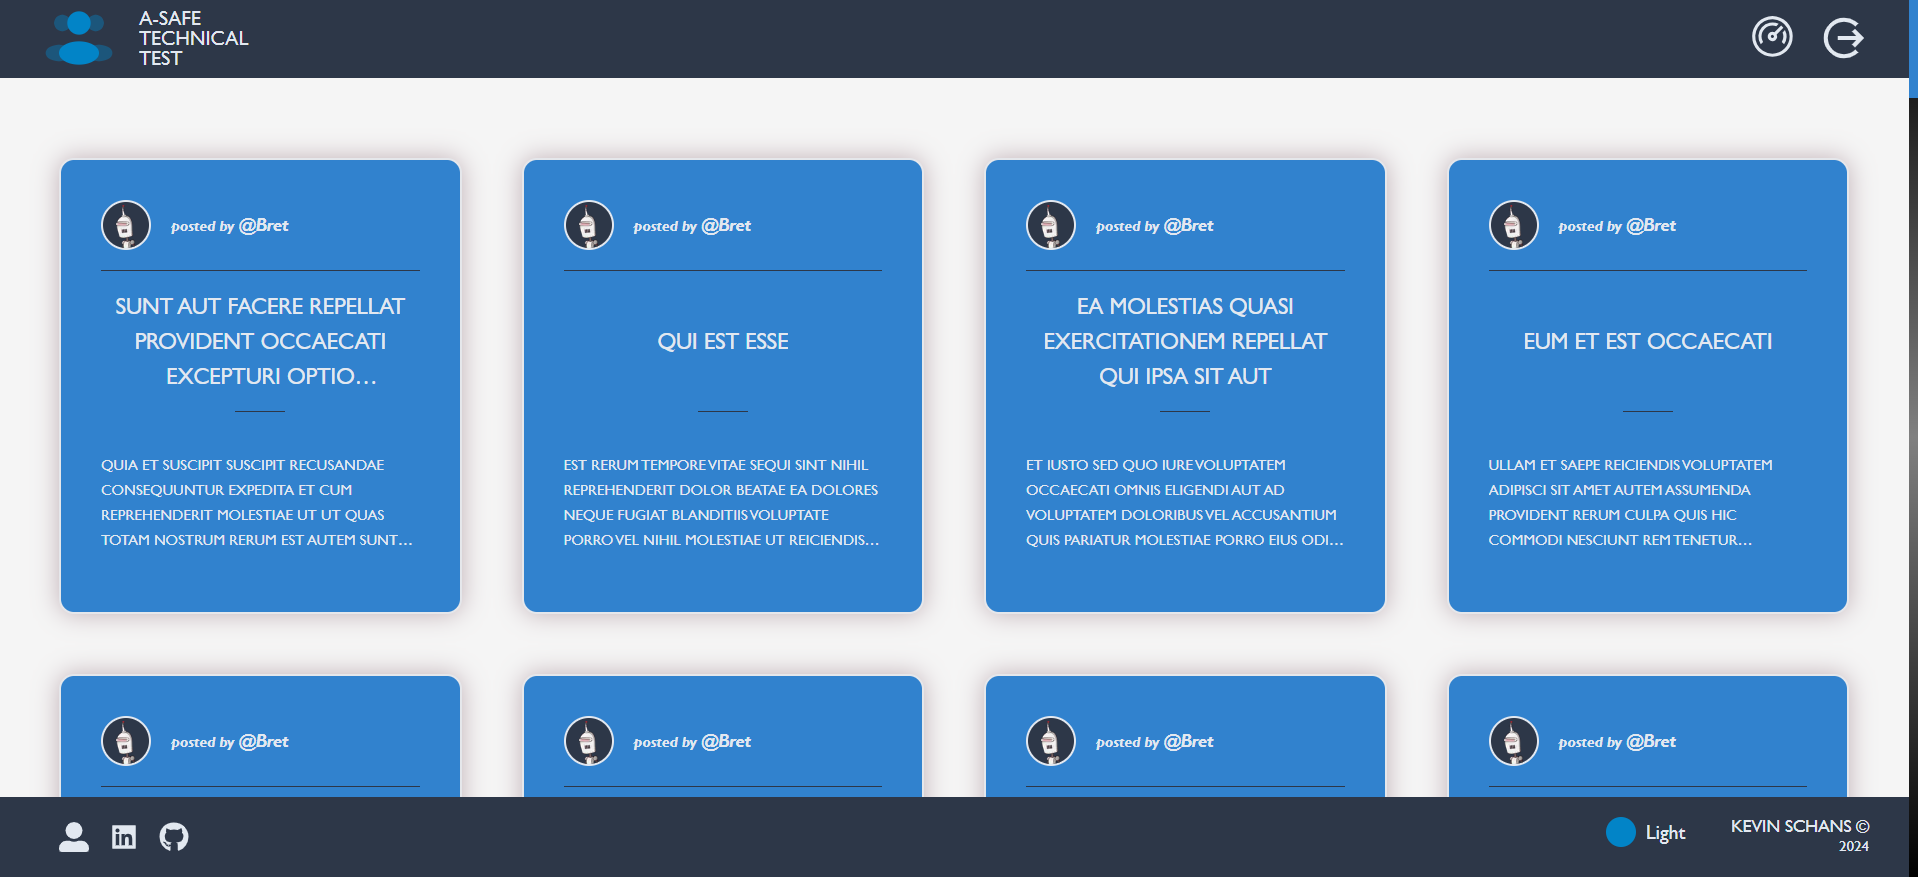 A-SAFE
TECHNICAL
TEST
posted by @Bret
SUNT AUT FACERE REPELLAT
PROVIDENT OCCAECATI
EXCEPTURI OPTIO…
QUIA ET SUSCIPIT SUSCIPIT RECUSANDAE
CONSEQUUNTUR EXPEDITA ET CUM
REPREHENDERIT MOLESTIAE UT UT QUAS
TOTAM NOSTRUM RERUM EST AUTEM SUNT…
posted by @Bret
QUI EST ESSE
EST RERUM TEMPORE VITAE SEQUI SINT NIHIL
REPREHENDERIT DOLOR BEATAE EA DOLORES
NEQUE FUGIAT BLANDITIIS VOLUPTATE
PORRO VEL NIHIL MOLESTIAE UT REICIENDIS…
posted by @Bret
EA MOLESTIAS QUASI
EXERCITATIONEM REPELLAT
QUI IPSA SIT AUT
ET IUSTO SED QUO IURE VOLUPTATEM
OCCAECATI OMNIS ELIGENDI AUT AD
VOLUPTATEM DOLORIBUS VEL ACCUSANTIUM
QUIS PARIATUR MOLESTIAE PORRO EIUS ODI…
posted by @Bret
EUM ET EST OCCAECATI
ULLAM ET SAEPE REICIENDIS VOLUPTATEM
ADIPISCI SIT AMET AUTEM ASSUMENDA
PROVIDENT RERUM CULPA QUIS HIC
COMMODI NESCIUNT REM TENETUR…
posted by @Bret
posted by @Bret
posted by @Bret
posted by @Bret
in
Light
KEVIN SCHANS ©
2024